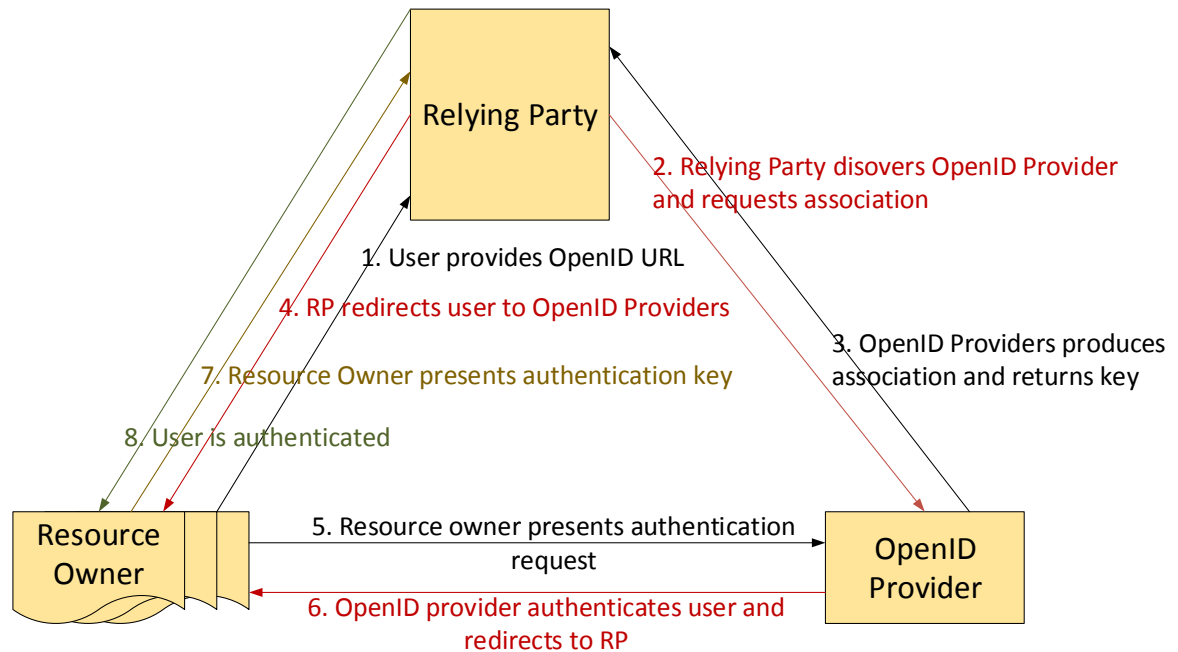 Relying Party
2. Relying Party disovers OpenID Provider
and requests association
1. User provides OpenID URL
4. RP redirects user to OpenID Providers
3. OpenID Providers produces
association and returns key
7. Resource Owner presents authentication key
8. User is authenticated
Resource
Owner
5. Resource owner presents authentication
request
OpenID
Provider
6. OpenID provider authenticates user and
redirects to RP